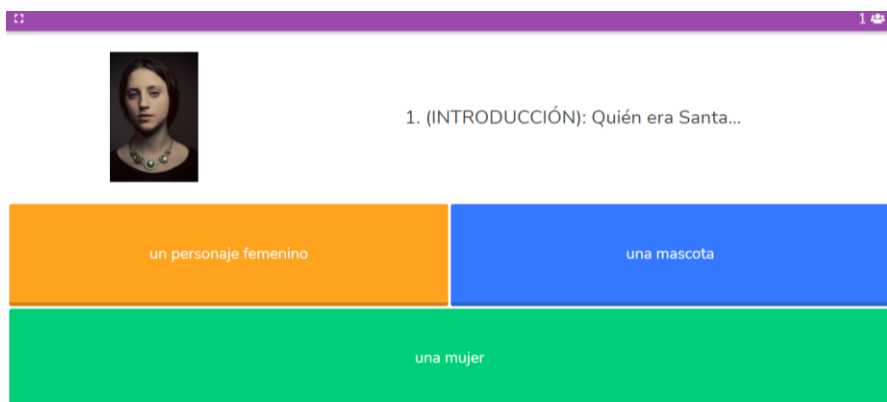 1
1. (INTRODUCCIÓN): Quién era Santa...
un personaje femenino
una mascota
una mujer